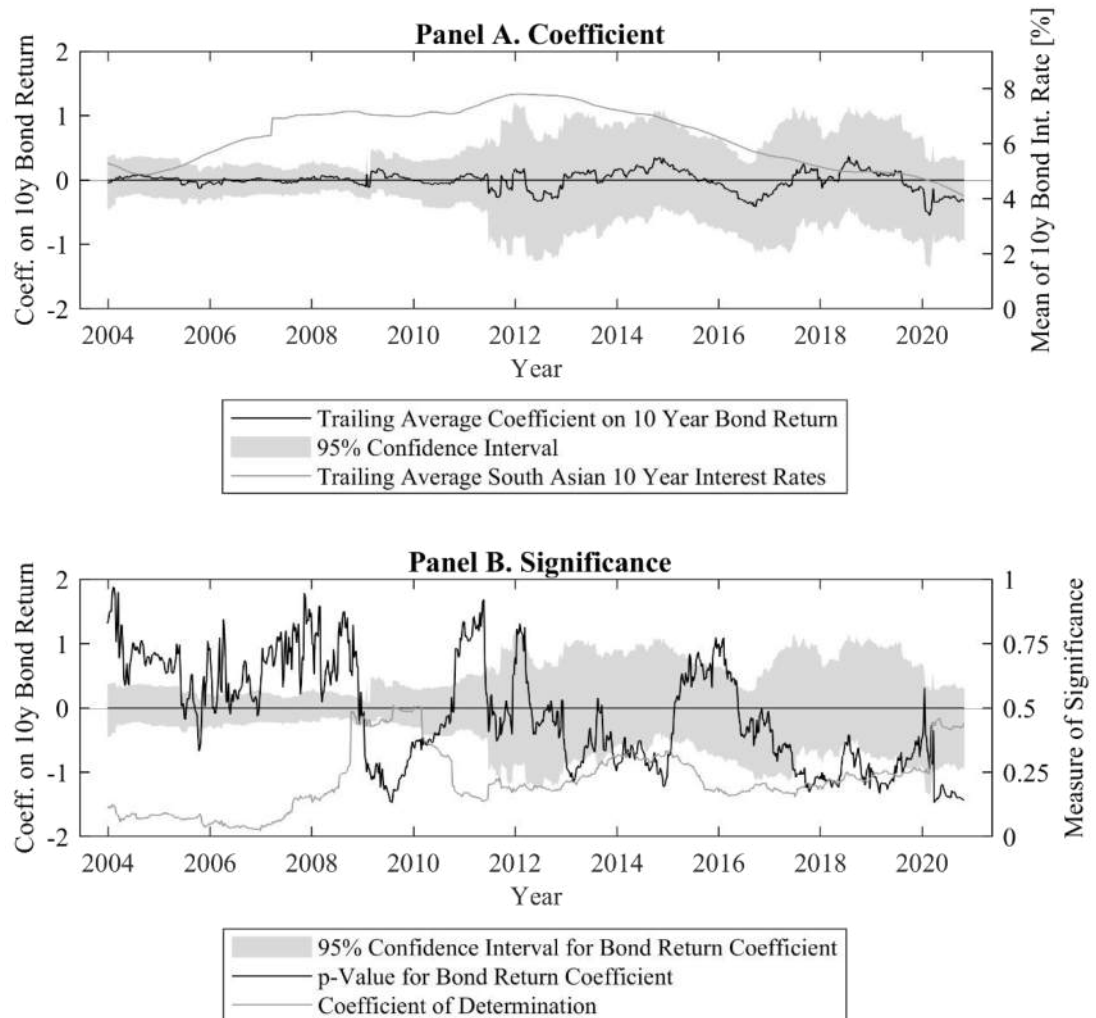 Panel A. Coefficient
Coeff. on 10y Bond Return
2
1
0
-1
-2
Mean of 10y Bond Int. Rate [%]
8
6
4
2
0
2004 2006 2008 2010 2012 2014 2016 2018 2020
Year
Trailing Average Coefficient on 10 Year Bond Return
95% Confidence Interval
Trailing Average South Asian 10 Year Interest Rates
Panel B. Significance
Coeff. on 10y Bond Return
2
1
0
-1
-2
Measure of Significance
1
0.75
0.5
0.25
0
2004 2006 2008 2010 2012 2014 2016 2018 2020
Year
95% Confidence Interval for Bond Return Coefficient
p-Value for Bond Return Coefficient
Coefficient of Determination